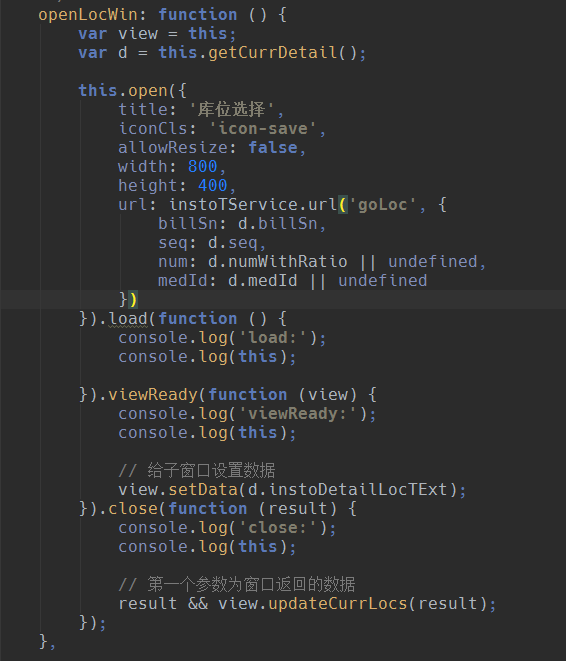 openLocWin: function () {
var view = this;
var d = this.getCurrDetail();
this.open({
title: '库位选择',
iconCls: 'icon-save',
allowResize: false,
width: 800,
height: 400,
url: instoTService.url('goLoc', {
billSn: d.billSn,
seq: d.seq,
num: d.numWithRatio || undefined,
medId: d.medId || undefined
})
}).load(function () {
console.log('load:');
console.log(this);
}).viewReady(function (view) {
console.log('viewReady:');
console.log(this);
// 给子窗口设置数据
view.setData(d.instoDetailLocTExt);
}).close(function (result) {
console.log('close:');
console.log(this);
// 第一个参数为窗口返回的数据
result && view.updateCurrLocs(result);
});
},